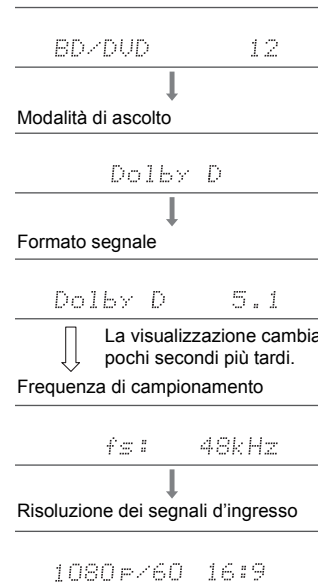 BD/DVD 12
Modalità di ascolto
Dolby D
Formato segnale
Dolby D 5.1
La visualizzazione cambia
pochi secondi più tardi.
Frequenza di campionamento
fs: 48kHz
Risoluzione dei segnali d'ingresso
1080p/60 16:9